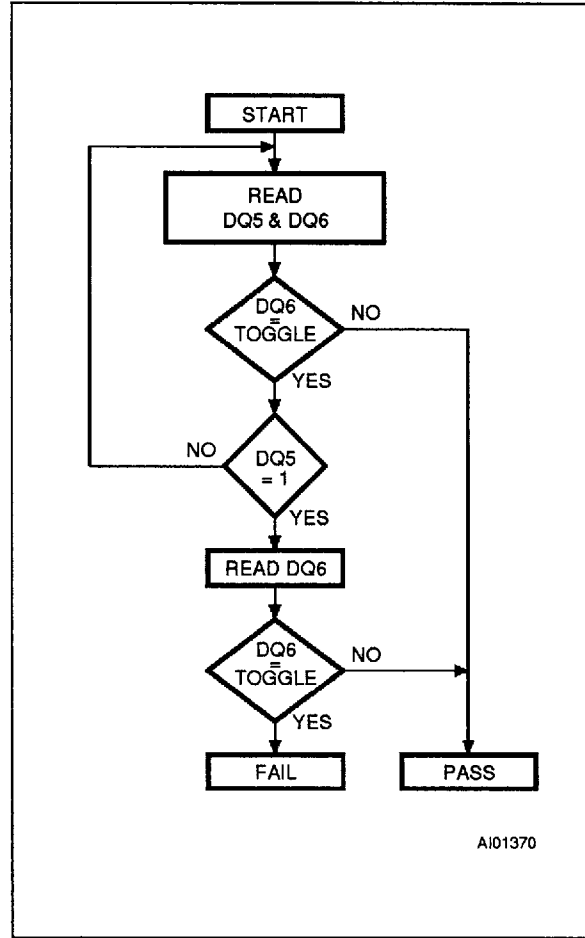 START
READ
DQ5 & DQ6
DQ6
=
TOGGLE
NO
YES
NO
DQ5
= 1
YES
READ DQ6
DQ6
=
TOGGLE
NO
YES
FAIL
PASS
AI01370